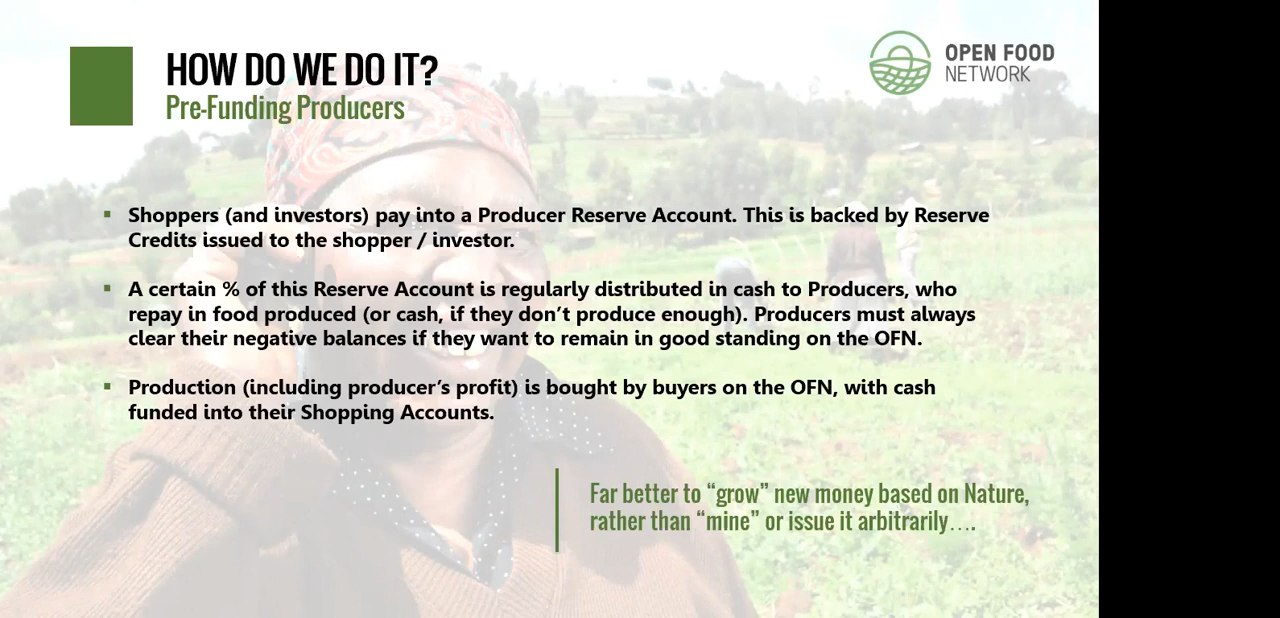 HOW DO WE DO IT?
Pre-Funding Producers
OPEN FOOD
NETWORK
▪ Shoppers (and investors) pay into a Producer Reserve Account. This is backed by Reserve
Credits issued to the shopper / investor.
▪ A certain % of this Reserve Account is regularly distributed in cash to Producers, who
repay in food produced (or cash, if they don’t produce enough). Producers must always
clear their negative balances if they want to remain in good standing on the OFN.
▪ Production (including producer’s profit) is bought by buyers on the OFN, with cash
funded into their Shopping Accounts.
Far better to “grow” new money based on Nature,
rather than “mine” or issue it arbitrarily….